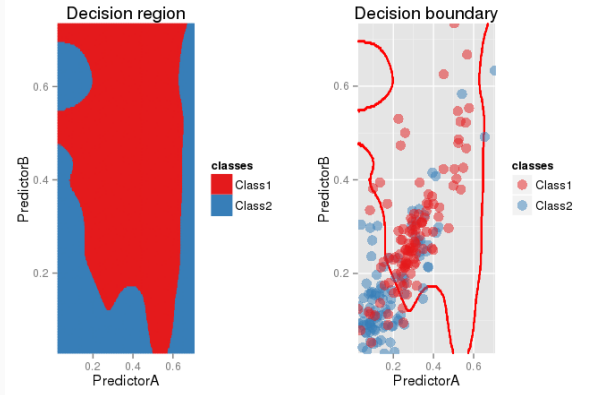 Decision region
0.6
0.4
0.2
PredictorB
0.2 0.4 0.6
PredictorA
classes
Class1
Class2
Decision boundary
0.6
0.4
0.2
PredictorB
0.2 0.4 0.6
PredictorA
classes
Class1
Class2